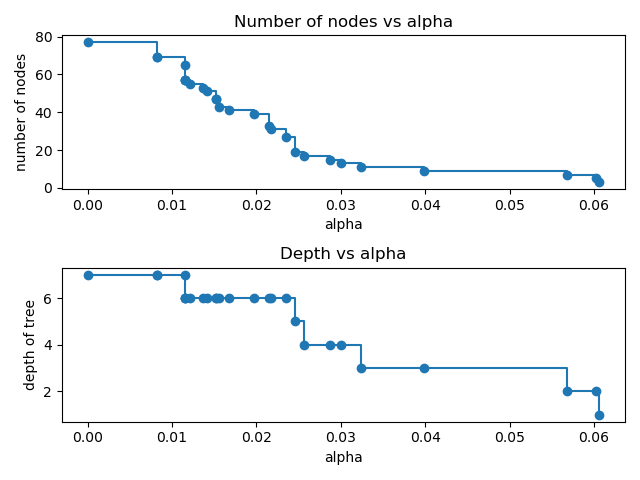 Number of nodes vs alpha
number of nodes
80
60
40
20
0
0.00 0.01 0.02 0.03 0.04 0.05 0.06
alpha
Depth vs alpha
depth of tree
6
4
2
0.00 0.01 0.02 0.03 0.04 0.05 0.06
alpha